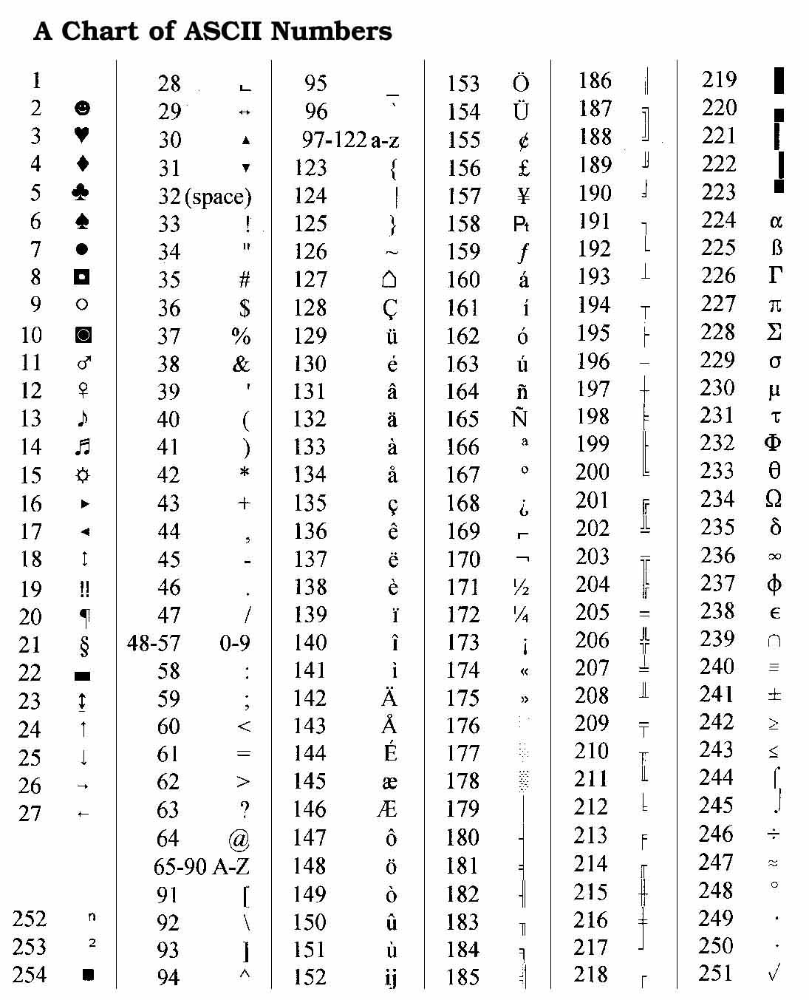 A Chart of ASCII Numbers
1
2 ☻
3 ♥
4 ♦
5 ♣
6 ♠
7 ●
8 ◘
9 ○
10 ◙
11 ♂
12 ♀
13 ♪
14 ♬
15 ☼
16 ►
17 ◄
18 ↕
19 ‼
20 ¶
21 §
22 ▬
23 ↨
24 ↑
25 ↓
26 →
27 ←
252 ⁿ
253 ²
254 ■
28 ∟
29 ↔
30 ▲
31 ▼
32 (space)
33 !
34 "
35 #
36 $
37 %
38 &
39 '
40 (
41 )
42 *
43 +
44 ,
45 -
46 .
47 /
48-57 0-9
58 :
59 ;
60 <
61 =
62 >
63 ?
64 @
65-90 A-Z
91 [
92 \
93 ]
94 ^
95 _
96 `
97-122 a-z
123 {
124 |
125 }
126 ~
127 ⌂
128 Ç
129 ü
130 é
131 â
132 ä
133 à
134 å
135 ç
136 ê
137 ë
138 è
139 ï
140 î
141 ì
142 Ä
143 Å
144 É
145 æ
146 Æ
147 ô
148 ö
149 ò
150 û
151 ù
152 ij
153 Ö
154 Ü
155 ¢
156 £
157 ¥
158 Pt
159 ƒ
160 á
161 í
162 ó
163 ú
164 ñ
165 Ñ
166 ª
167 º
168 ¿
169 ⌐
170 ¬
171 ½
172 ¼
173 ¡
174 «
175 »
176 ░
177 ▒
178 ▓
179 │
180 ┤
181 ╡
182 ╢
183 ╖
184 ╕
185 ╣
186 ║
187 ╗
188 ╝
189 ╜
190 ╛
191 ┐
192 └
193 ┴
194 ┬
195 ├
196 ─
197 ┼
198 ╞
199 ╟
200 ╚
201 ╔
202 ╩
203 ╦
204 ╠
205 ═
206 ╬
207 ╧
208 ╨
209 ╤
210 ╥
211 ╙
212 ╘
213 ╒
214 ╓
215 ╫
216 ╪
217 ┘
218 ┌
219 █
220 ▄
221 ▌
222 ▐
223 ▀
224 α
225 ß
226 Γ
227 π
228 Σ
229 σ
230 µ
231 τ
232 Φ
233 θ
234 Ω
235 δ
236 ∞
237 ϕ
238 ϵ
239 ∩
240 ≡
241 ±
242 ≥
243 ≤
244 ⌠
245 ⌡
246 ÷
247 ≈
248 °
249 ·
250 ·
251 √